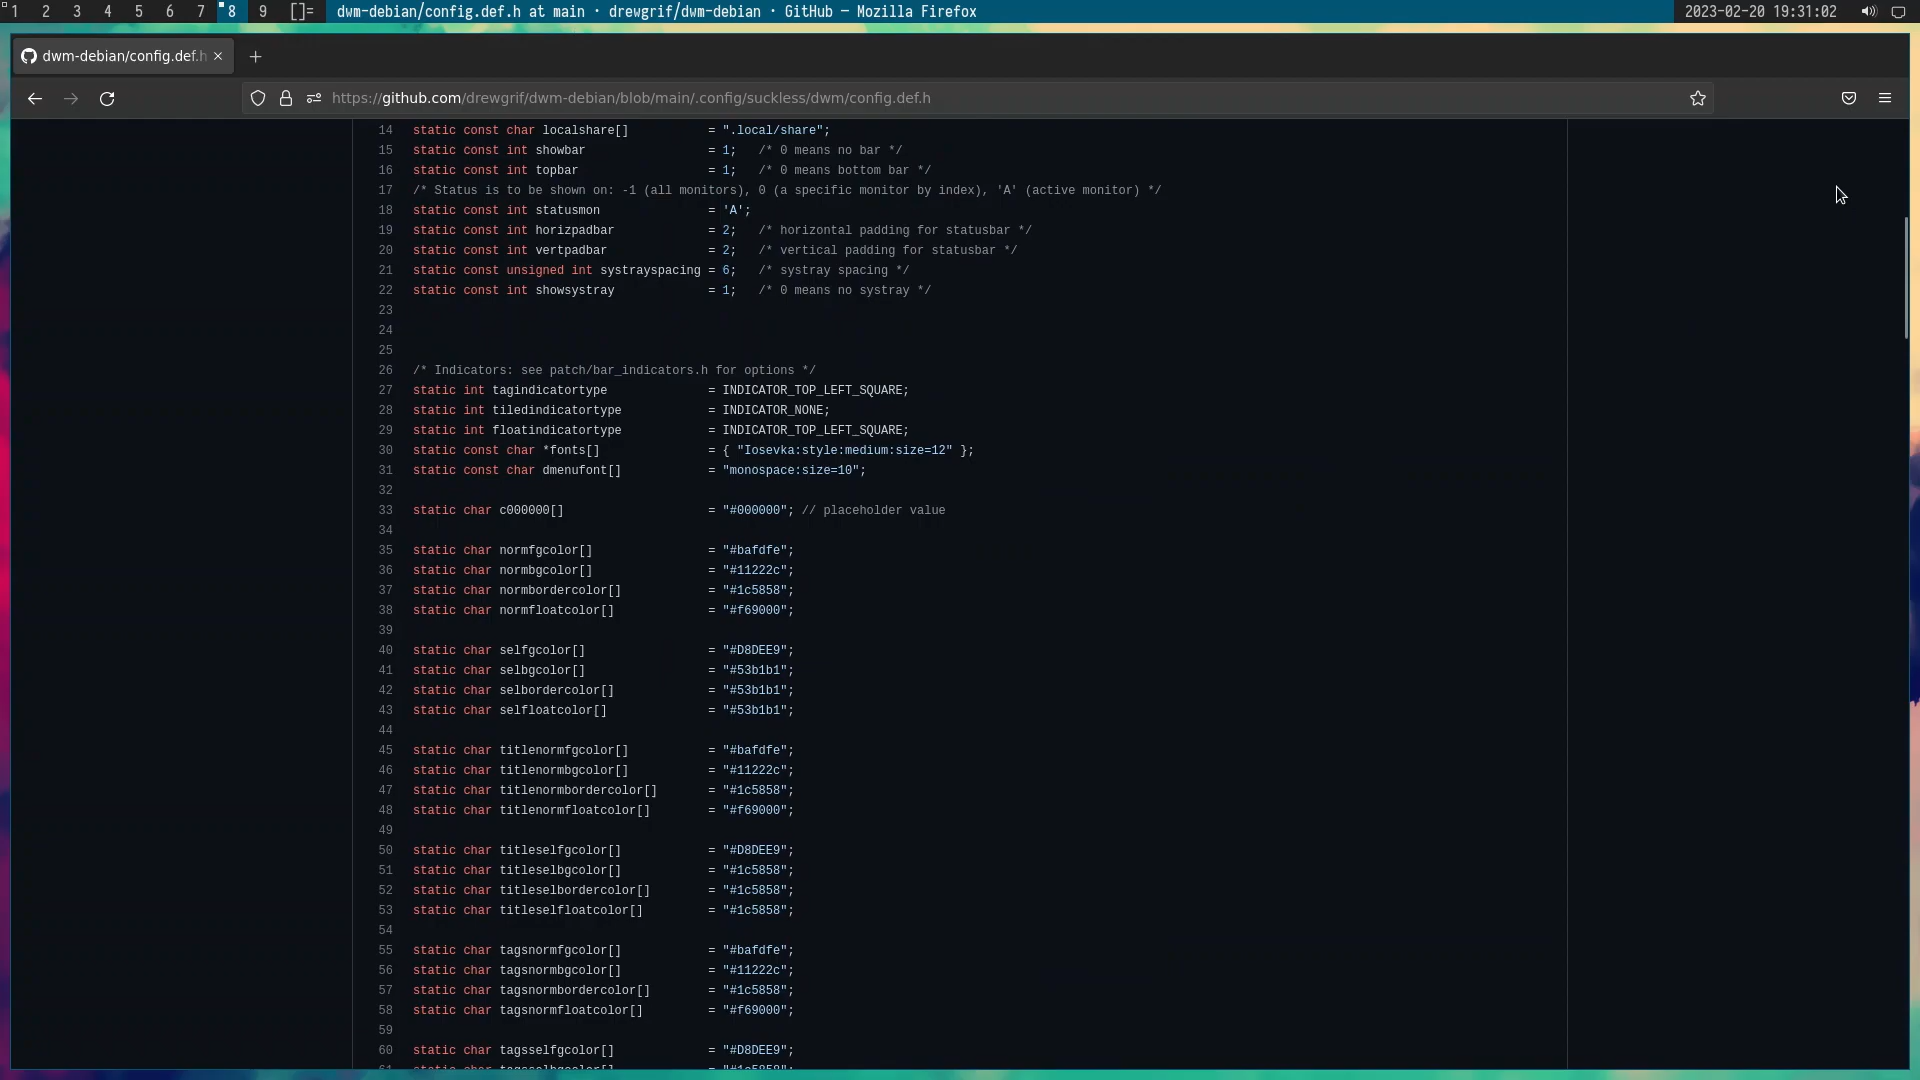 1 2 3 4 5 6 7 8 9 []= dwm-debian/config.def.h at main · drewgrif/dwm-debian · GitHub — Mozilla Firefox 2023-02-20 19:31:02
dwm-debian/config.def.h
https://github.com/drewgrif/dwm-debian/blob/main/.config/suckless/dwm/config.def.h
14 static const char localshare[] = ".local/share";
15 static const int showbar = 1; /* 0 means no bar */
16 static const int topbar = 1; /* 0 means bottom bar */
17 /* Status is to be shown on: -1 (all monitors), 0 (a specific monitor by index), 'A' (active monitor) */
18 static const int statusmon = 'A';
19 static const int horizpadbar = 2; /* horizontal padding for statusbar */
20 static const int vertpadbar = 2; /* vertical padding for statusbar */
21 static const unsigned int systrayspacing = 6; /* systray spacing */
22 static const int showsystray = 1; /* 0 means no systray */
23
24
25
26 /* Indicators: see patch/bar_indicators.h for options */
27 static int tagindicatortype = INDICATOR_TOP_LEFT_SQUARE;
28 static int tiledindicatortype = INDICATOR_NONE;
29 static int floatindicatortype = INDICATOR_TOP_LEFT_SQUARE;
30 static const char *fonts[] = { "Iosevka:style:medium:size=12" };
31 static const char dmenufont[] = "monospace:size=10";
32
33 static char c000000[] = "#000000"; // placeholder value
34
35 static char normfgcolor[] = "#bafdfe";
36 static char normbgcolor[] = "#11222c";
37 static char normbordercolor[] = "#1c5858";
38 static char normfloatcolor[] = "#f69000";
39
40 static char selfgcolor[] = "#D8DEE9";
41 static char selbgcolor[] = "#53b1b1";
42 static char selbordercolor[] = "#53b1b1";
43 static char selfloatcolor[] = "#53b1b1";
44
45 static char titlenormfgcolor[] = "#bafdfe";
46 static char titlenormbgcolor[] = "#11222c";
47 static char titlenormbordercolor[] = "#1c5858";
48 static char titlenormfloatcolor[] = "#f69000";
49
50 static char titleselfgcolor[] = "#D8DEE9";
51 static char titleselbgcolor[] = "#1c5858";
52 static char titleselbordercolor[] = "#1c5858";
53 static char titleselfloatcolor[] = "#1c5858";
54
55 static char tagsnormfgcolor[] = "#bafdfe";
56 static char tagsnormbgcolor[] = "#11222c";
57 static char tagsnormbordercolor[] = "#1c5858";
58 static char tagsnormfloatcolor[] = "#f69000";
59
60 static char tagsselfgcolor[] = "#D8DEE9";